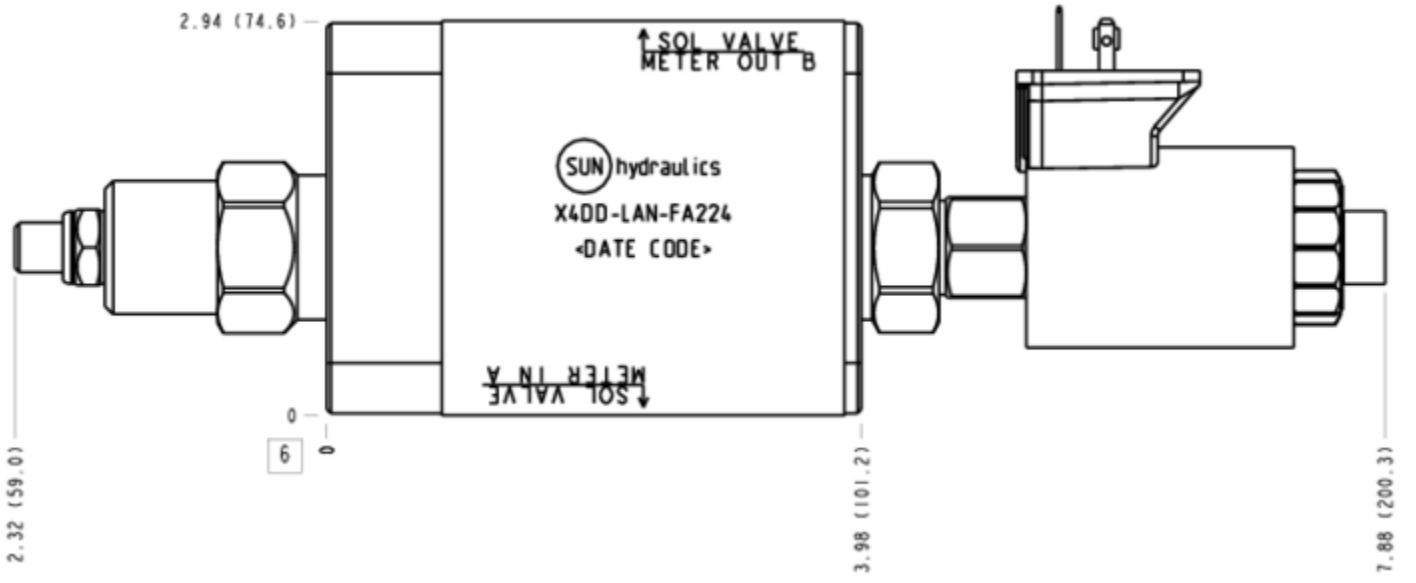 2.94 (74.6)
SOL VALVE
METER OUT B
SUN hydraulics
X4DD-LAN-FA224
<DATE CODE>
METER IN A
SOL VALVE
0
6
0
2.32 (59.0)
3.98 (101.2)
7.88 (200.3)